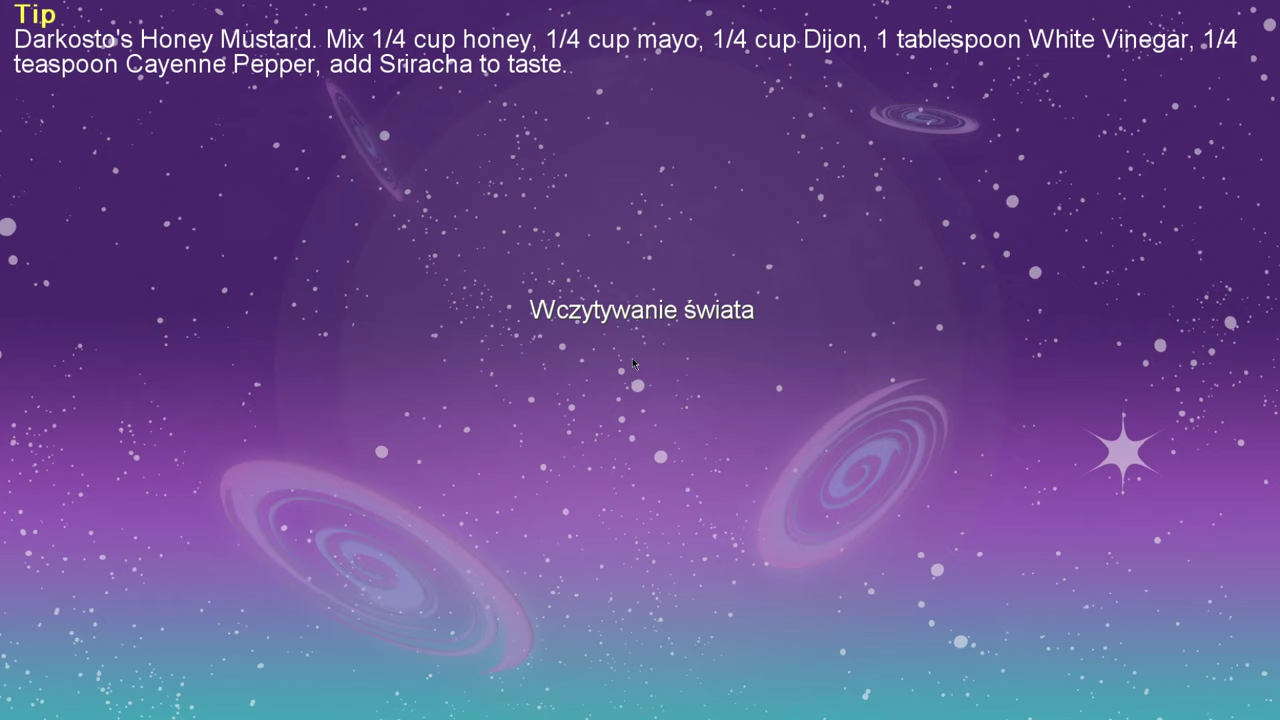 Tip
Darkosto's Honey Mustard. Mix 1/4 cup honey, 1/4 cup mayo, 1/4 cup Dijon, 1 tablespoon White Vinegar, 1/4
teaspoon Cayenne Pepper, add Sriracha to taste.
Wczytywanie świata